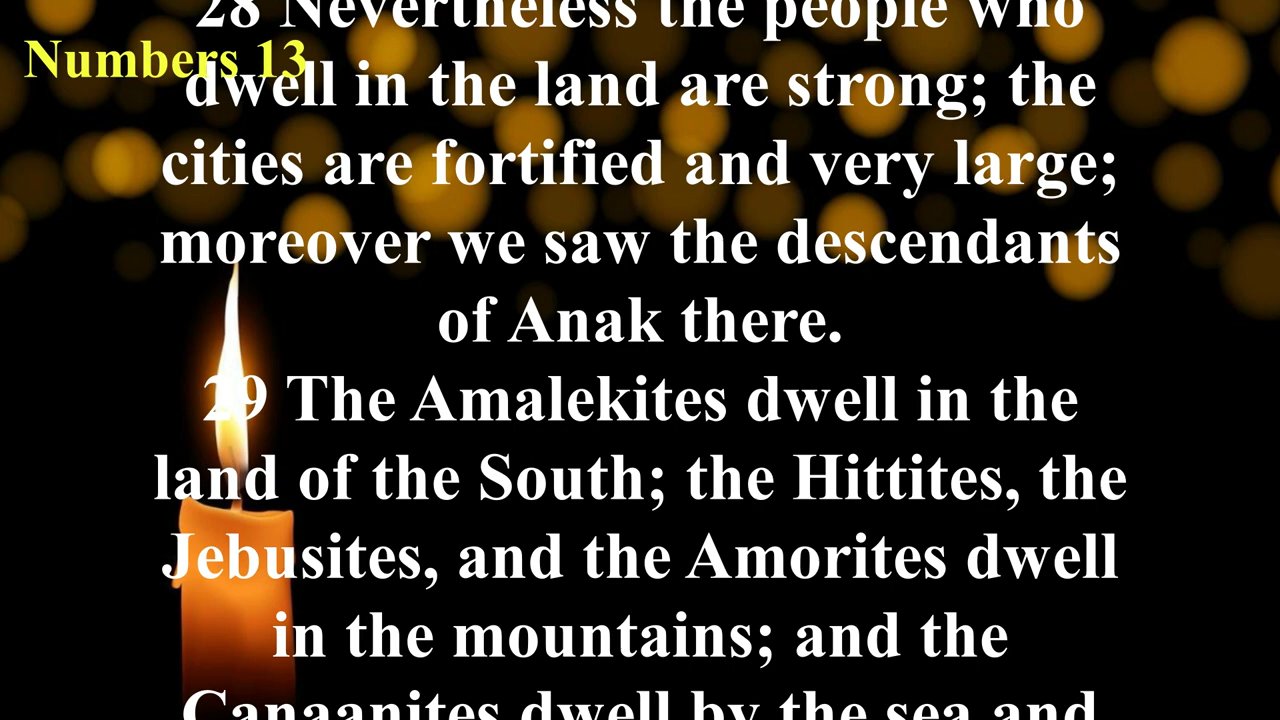 28 Nevertheless the people who
Numbers 13
dwell in the land are strong; the
cities are fortified and very large;
moreover we saw the descendants
of Anak there.
29 The Amalekites dwell in the
land of the South; the Hittites, the
Jebusites, and the Amorites dwell
in the mountains; and the
Canaanites dwell by the sea and